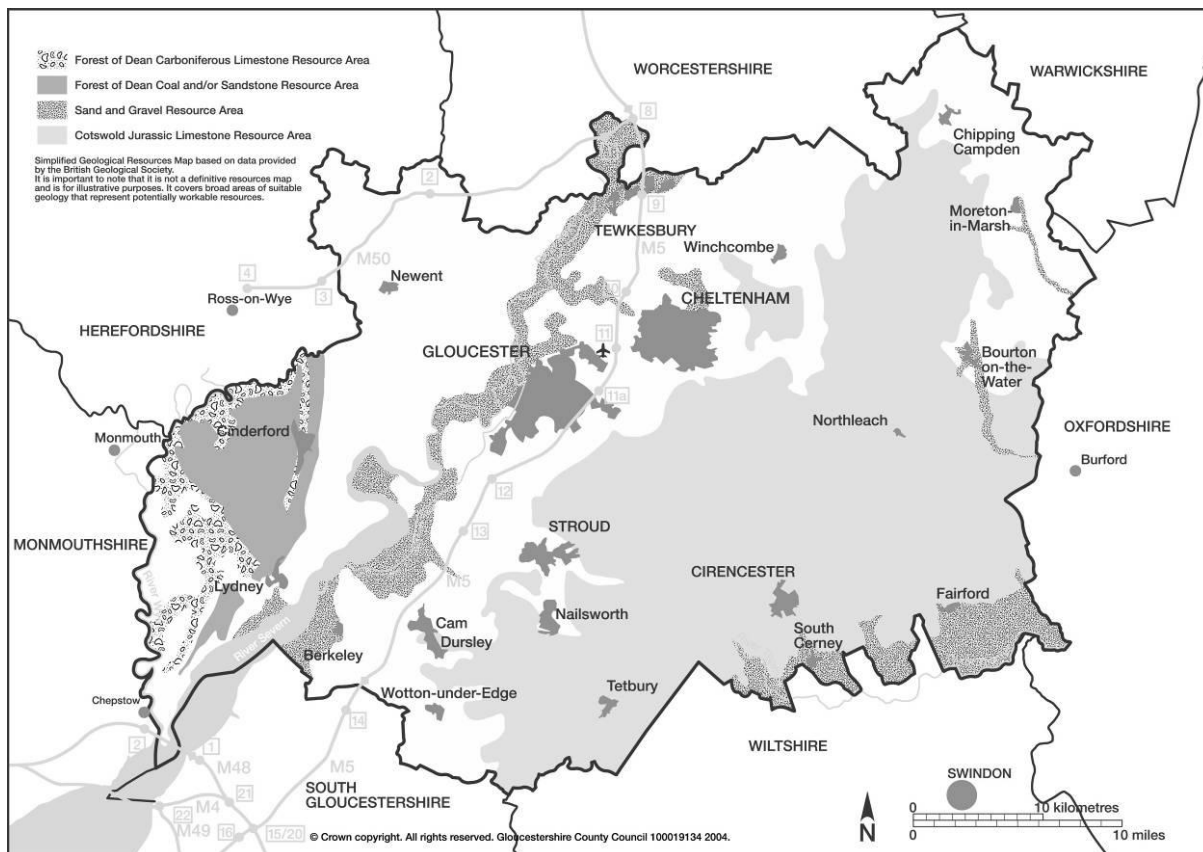 Forest of Dean Carboniferous Limestone Resource Area
Forest of Dean Coal and/or Sandstone Resource Area
Sand and Gravel Resource Area
Cotswold Jurassic Limestone Resource Area
Simplified Geological Resources Map based on data provided
by the British Geological Society.
It is important to note that it is not a definitive resources map
and is for illustrative purposes. It covers broad areas of suitable
geology that represent potentially workable resources.
WORCESTERSHIRE
WARWICKSHIRE
8
Chipping
Campden
2
9
TEWKESBURY
M5
Moreton-
in-Marsh
Winchcombe
M50
4
3
Newent
Ross-on-Wye
HEREFORDSHIRE
10
CHELTENHAM
GLOUCESTER
11
11a
Bourton
on-the-
Water
Northleach
Cinderford
Monmouth
OXFORDSHIRE
Burford
12
13
STROUD
MONMOUTHSHIRE
M5
Lydney
CIRENCESTER
Fairford
Nailsworth
Cam
Dursley
South
Cerney
River Severn
Berkeley
Wotton-under-Edge
Tetbury
Chepstow
14
2
1
M48
M5
WILTSHIRE
SOUTH
GLOUCESTERSHIRE
M4
21
22
M49
16
15/20
SWINDON
0 10 kilometres
0 10 miles
N
© Crown copyright. All rights reserved. Gloucestershire County Council 100019134 2004.